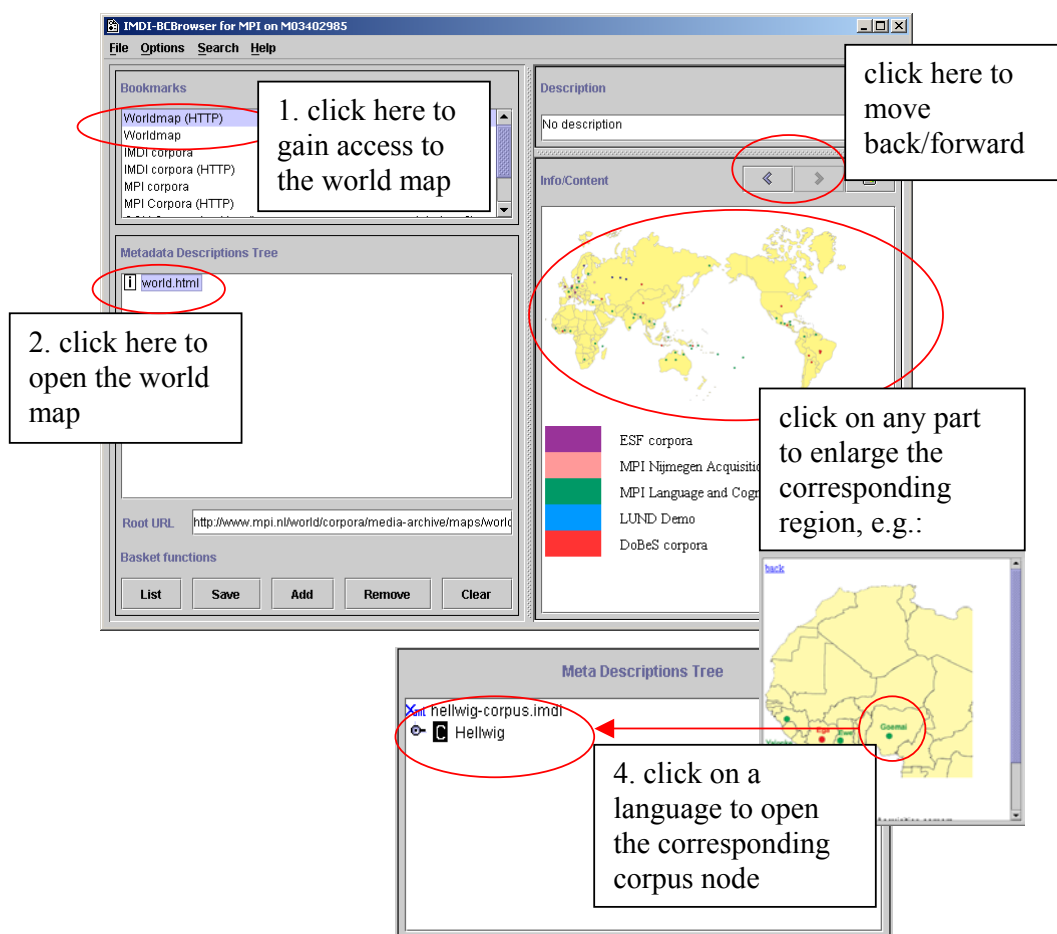 IMDI-BCBrowser for MPI on M03402985
File Options Search Help
Bookmarks
Worldmap (HTTP)
Worldmap
IMDI corpora
IMDI corpora (HTTP)
MPI corpora
MPI Corpora (HTTP)
1. click here to
gain access to
the world map
Description
No description
click here to
move
back/forward
Info/Content
Metadata Descriptions Tree
i world.html
2. click here to
open the world
map
ESF corpora
MPI Nijmegen Acquisitio
MPI Language and Cogn
LUND Demo
DoBeS corpora
click on any part
to enlarge the
corresponding
region, e.g.:
Root URL http://www.mpi.nl/world/corpora/media-archive/maps/world
Basket functions
List Save Add Remove Clear
back
Goemai
Ega
Ewe
Meta Descriptions Tree
hellwig-corpus.imdi
C Hellwig
4. click on a
language to open
the corresponding
corpus node